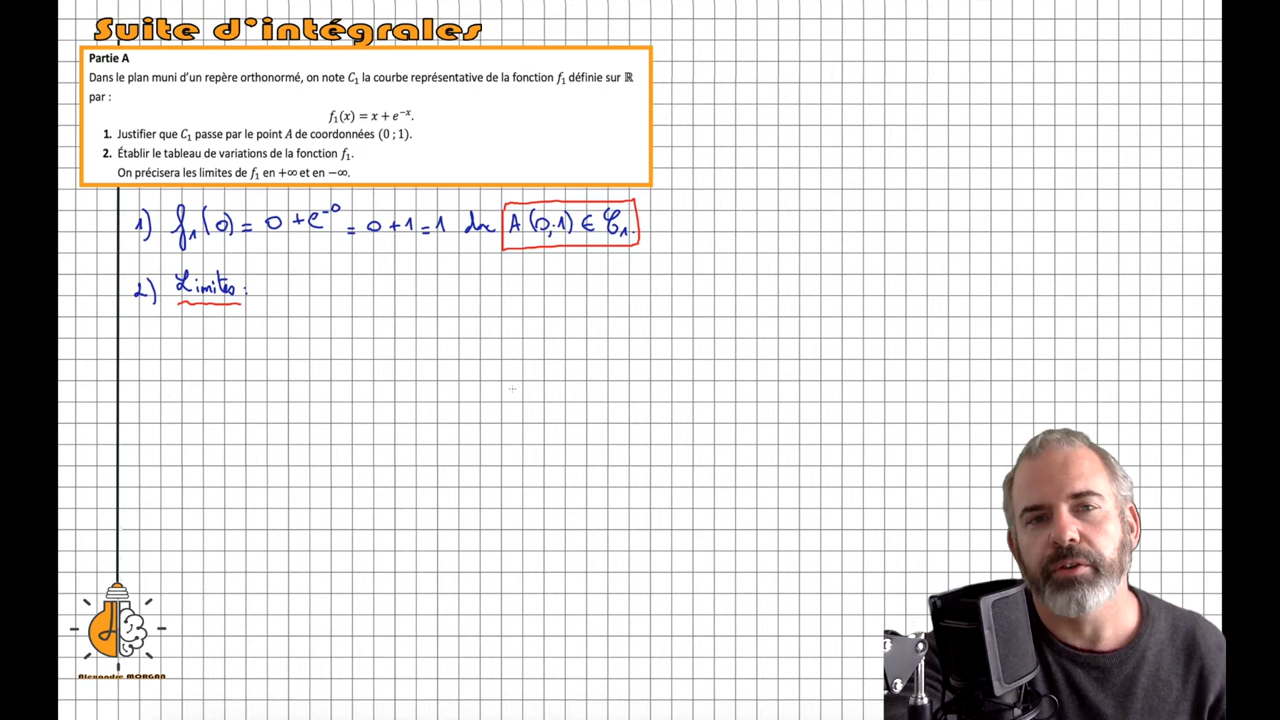 Suite d'intégrales
Partie A
Dans le plan muni d'un repère orthonormé, on note C₁ la courbe représentative de la fonction f₁ définie sur ℝ
par :
f₁(x) = x + e⁻ˣ.
1. Justifier que C₁ passe par le point A de coordonnées (0 ; 1).
2. Établir le tableau de variations de la fonction f₁.
On précisera les limites de f₁ en +∞ et en −∞.
1) f₁(0) = 0 + e⁻⁰ = 0 + 1 = 1 donc A(0;1) ∈ C₁.
2) Limites :
Alexandre MORGAN